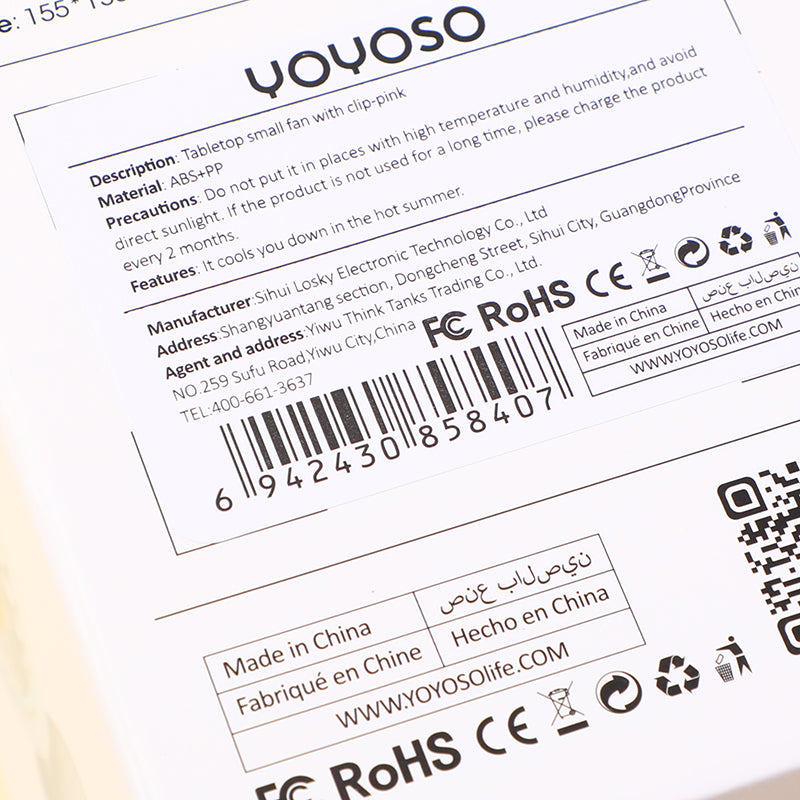 YOYOSO
Description: Tabletop small fan with clip-pink
Material: ABS+PP
Precautions: Do not put it in places with high temperature and humidity,and avoid
direct sunlight. If the product is not used for a long time, please charge the product
every 2 months.
Features: It cools you down in the hot summer.
Manufacturer:Sihui Losky Electronic Technology Co., Ltd
Address:Shangyuantang section, Dongcheng Street, Sihui City, GuangdongProvince
Agent and address:Yiwu Think Tanks Trading Co., Ltd.
NO.259 Sufu Road,Yiwu City,China
TEL:400-661-3637
FC RoHS CE
Made in China صنع بالصين
Fabriqué en Chine Hecho en Chin
WWW.YOYOSOlife.COM
6 942430 858407
Made in China صنع بالصين
Fabriqué en Chine Hecho en China
WWW.YOYOSOlife.COM
FC RoHS CE